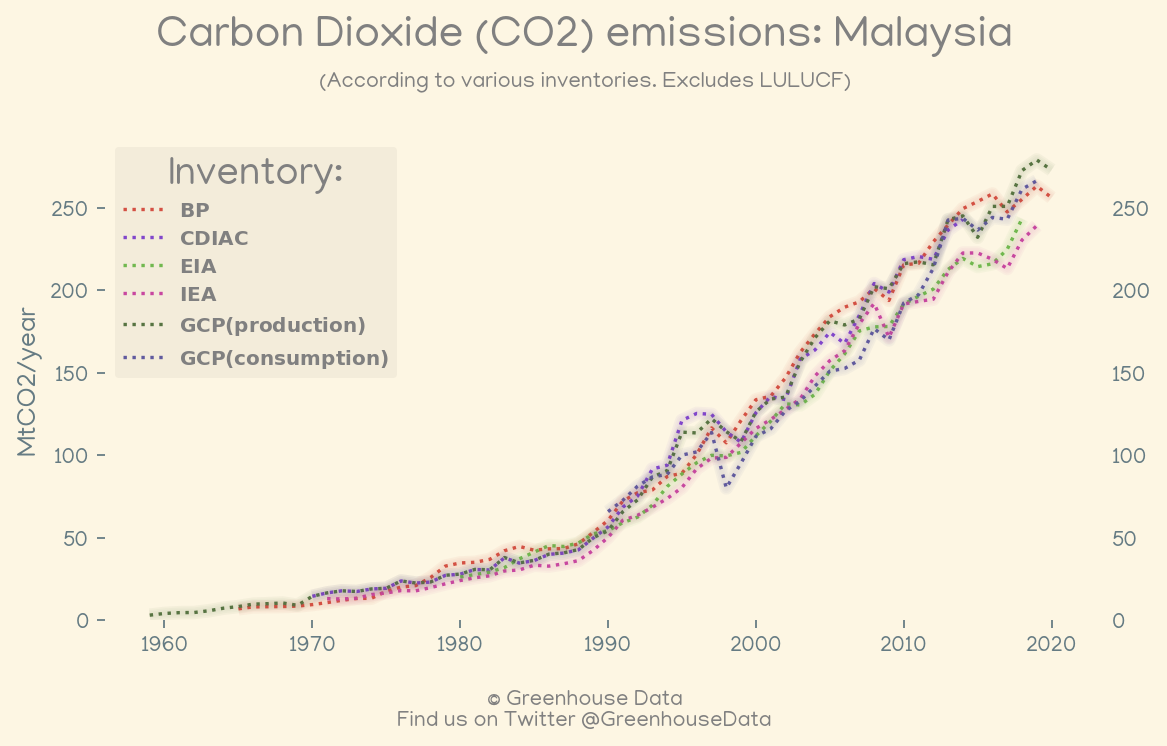 Carbon Dioxide (CO2) emissions: Malaysia
(According to various inventories. Excludes LULUCF)
Inventory:
BP
CDIAC
EIA
IEA
GCP(production)
GCP(consumption)
MtCO2/year
250
200
150
100
50
0
250
200
150
100
50
0
1960
1970
1980
1990
2000
2010
2020
© Greenhouse Data
Find us on Twitter @GreenhouseData